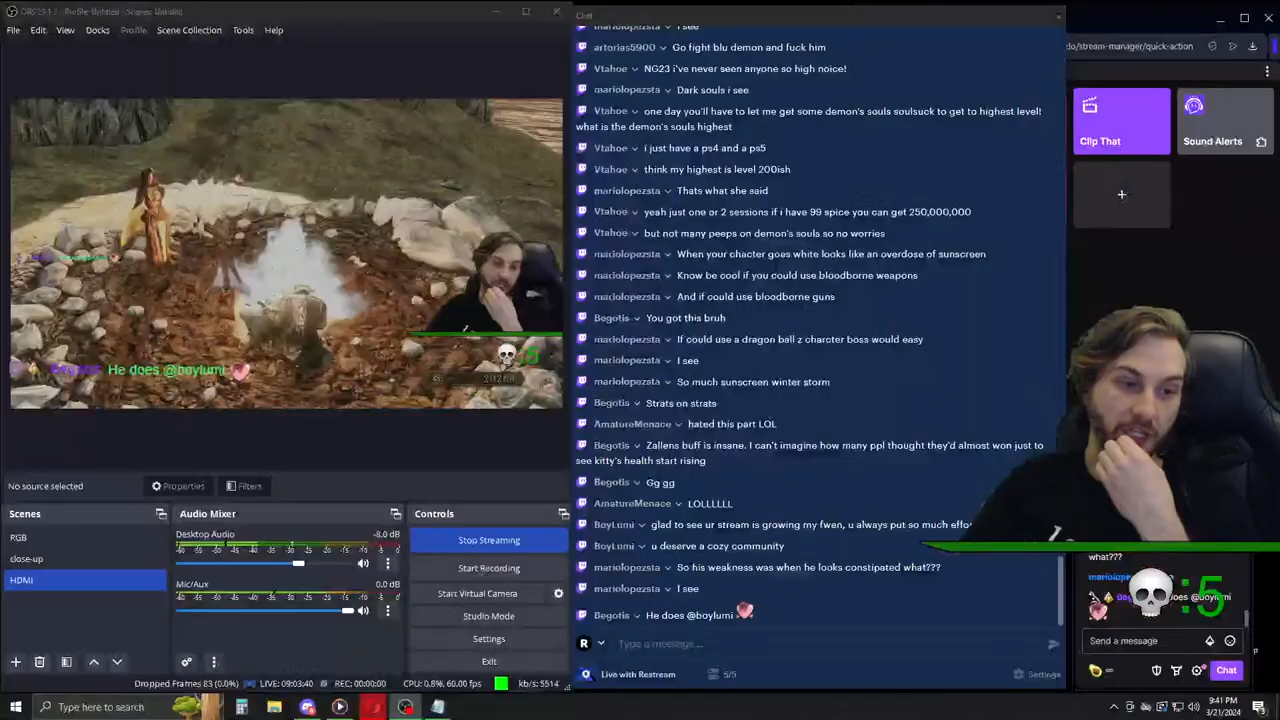 File Edit View Docks Profile Scene Collection Tools Help
He does @boylumi
No source selected
Properties
Filters
Scenes
RGB
close-up
HDMI
Audio Mixer
Desktop Audio
-8.0 dB
Mic/Aux
0.0 dB
Controls
Stop Streaming
Start Recording
Start Virtual Camera
Studio Mode
Settings
Exit
Dropped Frames 83 (0.0%)
LIVE: 09:03:40
REC: 00:00:00
CPU: 0.8%, 60.00 fps
kb/s: 5514
Chat
mariolopezsta I see
artorias5900 Go fight blu demon and fuck him
Vtahoe NG23 i've never seen anyone so high noice!
mariolopezsta Dark souls i see
Vtahoe one day you'll have to let me get some demon's souls soulsuck to get to highest level!
what is the demon's souls highest
Vtahoe i just have a ps4 and a ps5
Vtahoe think my highest is level 200ish
mariolopezsta Thats what she said
Vtahoe yeah just one or 2 sessions if i have 99 spice you can get 250,000,000
Vtahoe but not many peeps on demon's souls so no worries
mariolopezsta When your chacter goes white looks like an overdose of sunscreen
mariolopezsta Know be cool if you could use bloodborne weapons
mariolopezsta And if could use bloodborne guns
Begotis You got this bruh
mariolopezsta If could use a dragon ball z charcter boss would easy
mariolopezsta I see
mariolopezsta So much sunscreen winter storm
Begotis Strats on strats
AmatureMenace hated this part LOL
Begotis Zallens buff is insane. I can't imagine how many ppl thought they'd almost won just to
see kitty's health start rising
Begotis Gg gg
AmatureMenace LOLLLLLL
BoyLumi glad to see ur stream is growing my fwen, u always put so much effor
BoyLumi u deserve a cozy community
mariolopezsta So his weakness was when he looks constipated what???
mariolopezsta I see
Begotis He does @boylumi
R
Type a message...
Live with Restream
5/5
Settings
do/stream-manager/quick-action
Clip That
Sound Alerts
+
what???
:5
Send a message
Chat
Type here to search
9:41 PM
3/21/2024